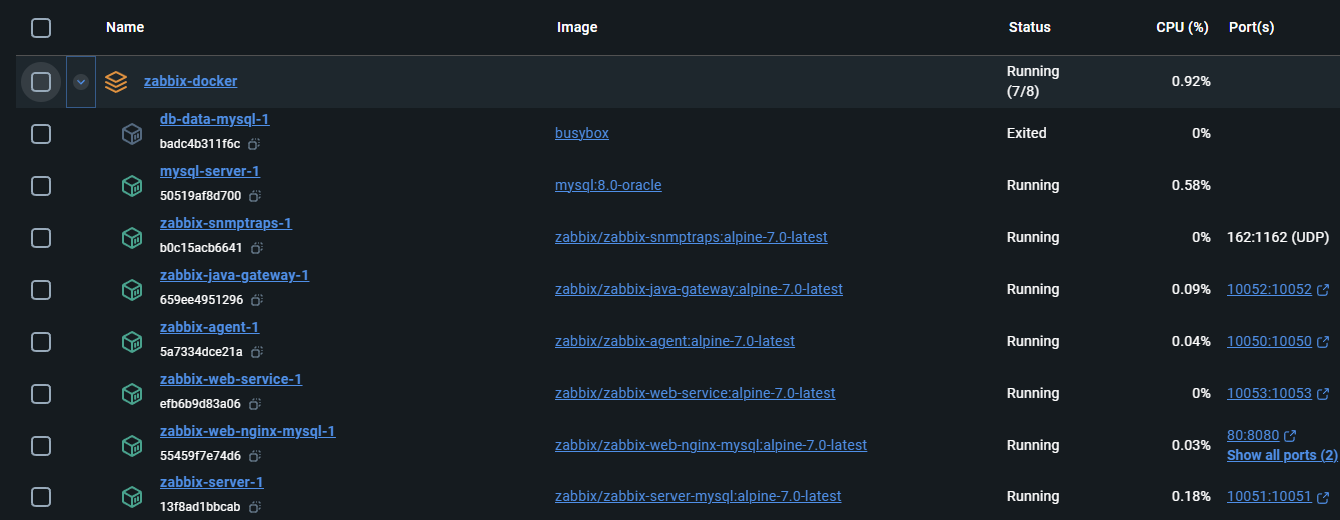 Name Image Status CPU (%) Port(s)
zabbix-docker Running (7/8) 0.92%
db-data-mysql-1
badc4b311f6c
busybox Exited 0%
mysql-server-1
50519af8d700
mysql:8.0-oracle Running 0.58%
zabbix-snmptraps-1
b0c15acb6641
zabbix/zabbix-snmptraps:alpine-7.0-latest Running 0% 162:1162 (UDP)
zabbix-java-gateway-1
659ee4951296
zabbix/zabbix-java-gateway:alpine-7.0-latest Running 0.09% 10052:10052
zabbix-agent-1
5a7334dce21a
zabbix/zabbix-agent:alpine-7.0-latest Running 0.04% 10050:10050
zabbix-web-service-1
efb6b9d83a06
zabbix/zabbix-web-service:alpine-7.0-latest Running 0% 10053:10053
zabbix-web-nginx-mysql-1
55459f7e74d6
zabbix/zabbix-web-nginx-mysql:alpine-7.0-latest Running 0.03% 80:8080
Show all ports (2)
zabbix-server-1
13f8ad1bbcab
zabbix/zabbix-server-mysql:alpine-7.0-latest Running 0.18% 10051:10051